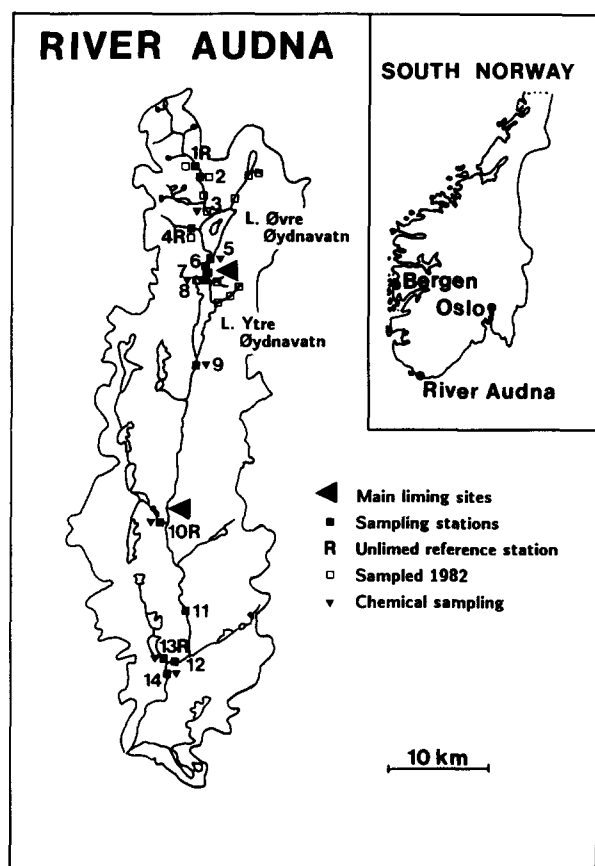 RIVER AUDNA
1R
2
3
4R
L. Øvre
Øydnavatn
5
6
7
8
L. Ytre
Øydnavatn
9
10R
11
13R
12
14
SOUTH NORWAY
Bergen
Oslo
River Audna
Main liming sites
Sampling stations
R Unlimed reference station
Sampled 1982
Chemical sampling
10 km